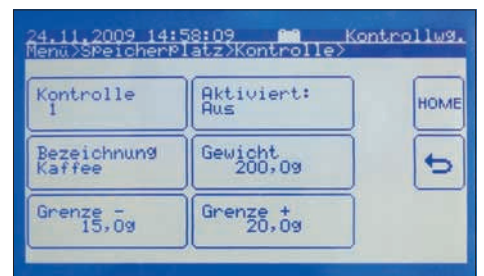 24.11.2009 14:58:09 Kontrollwg.
Menü>Speicherplatz>Kontrolle>
Kontrolle
1
Aktiviert:
Aus
HOME
Bezeichnung
Kaffee
Gewicht
200,0g
Grenze -
15,0g
Grenze +
20,0g